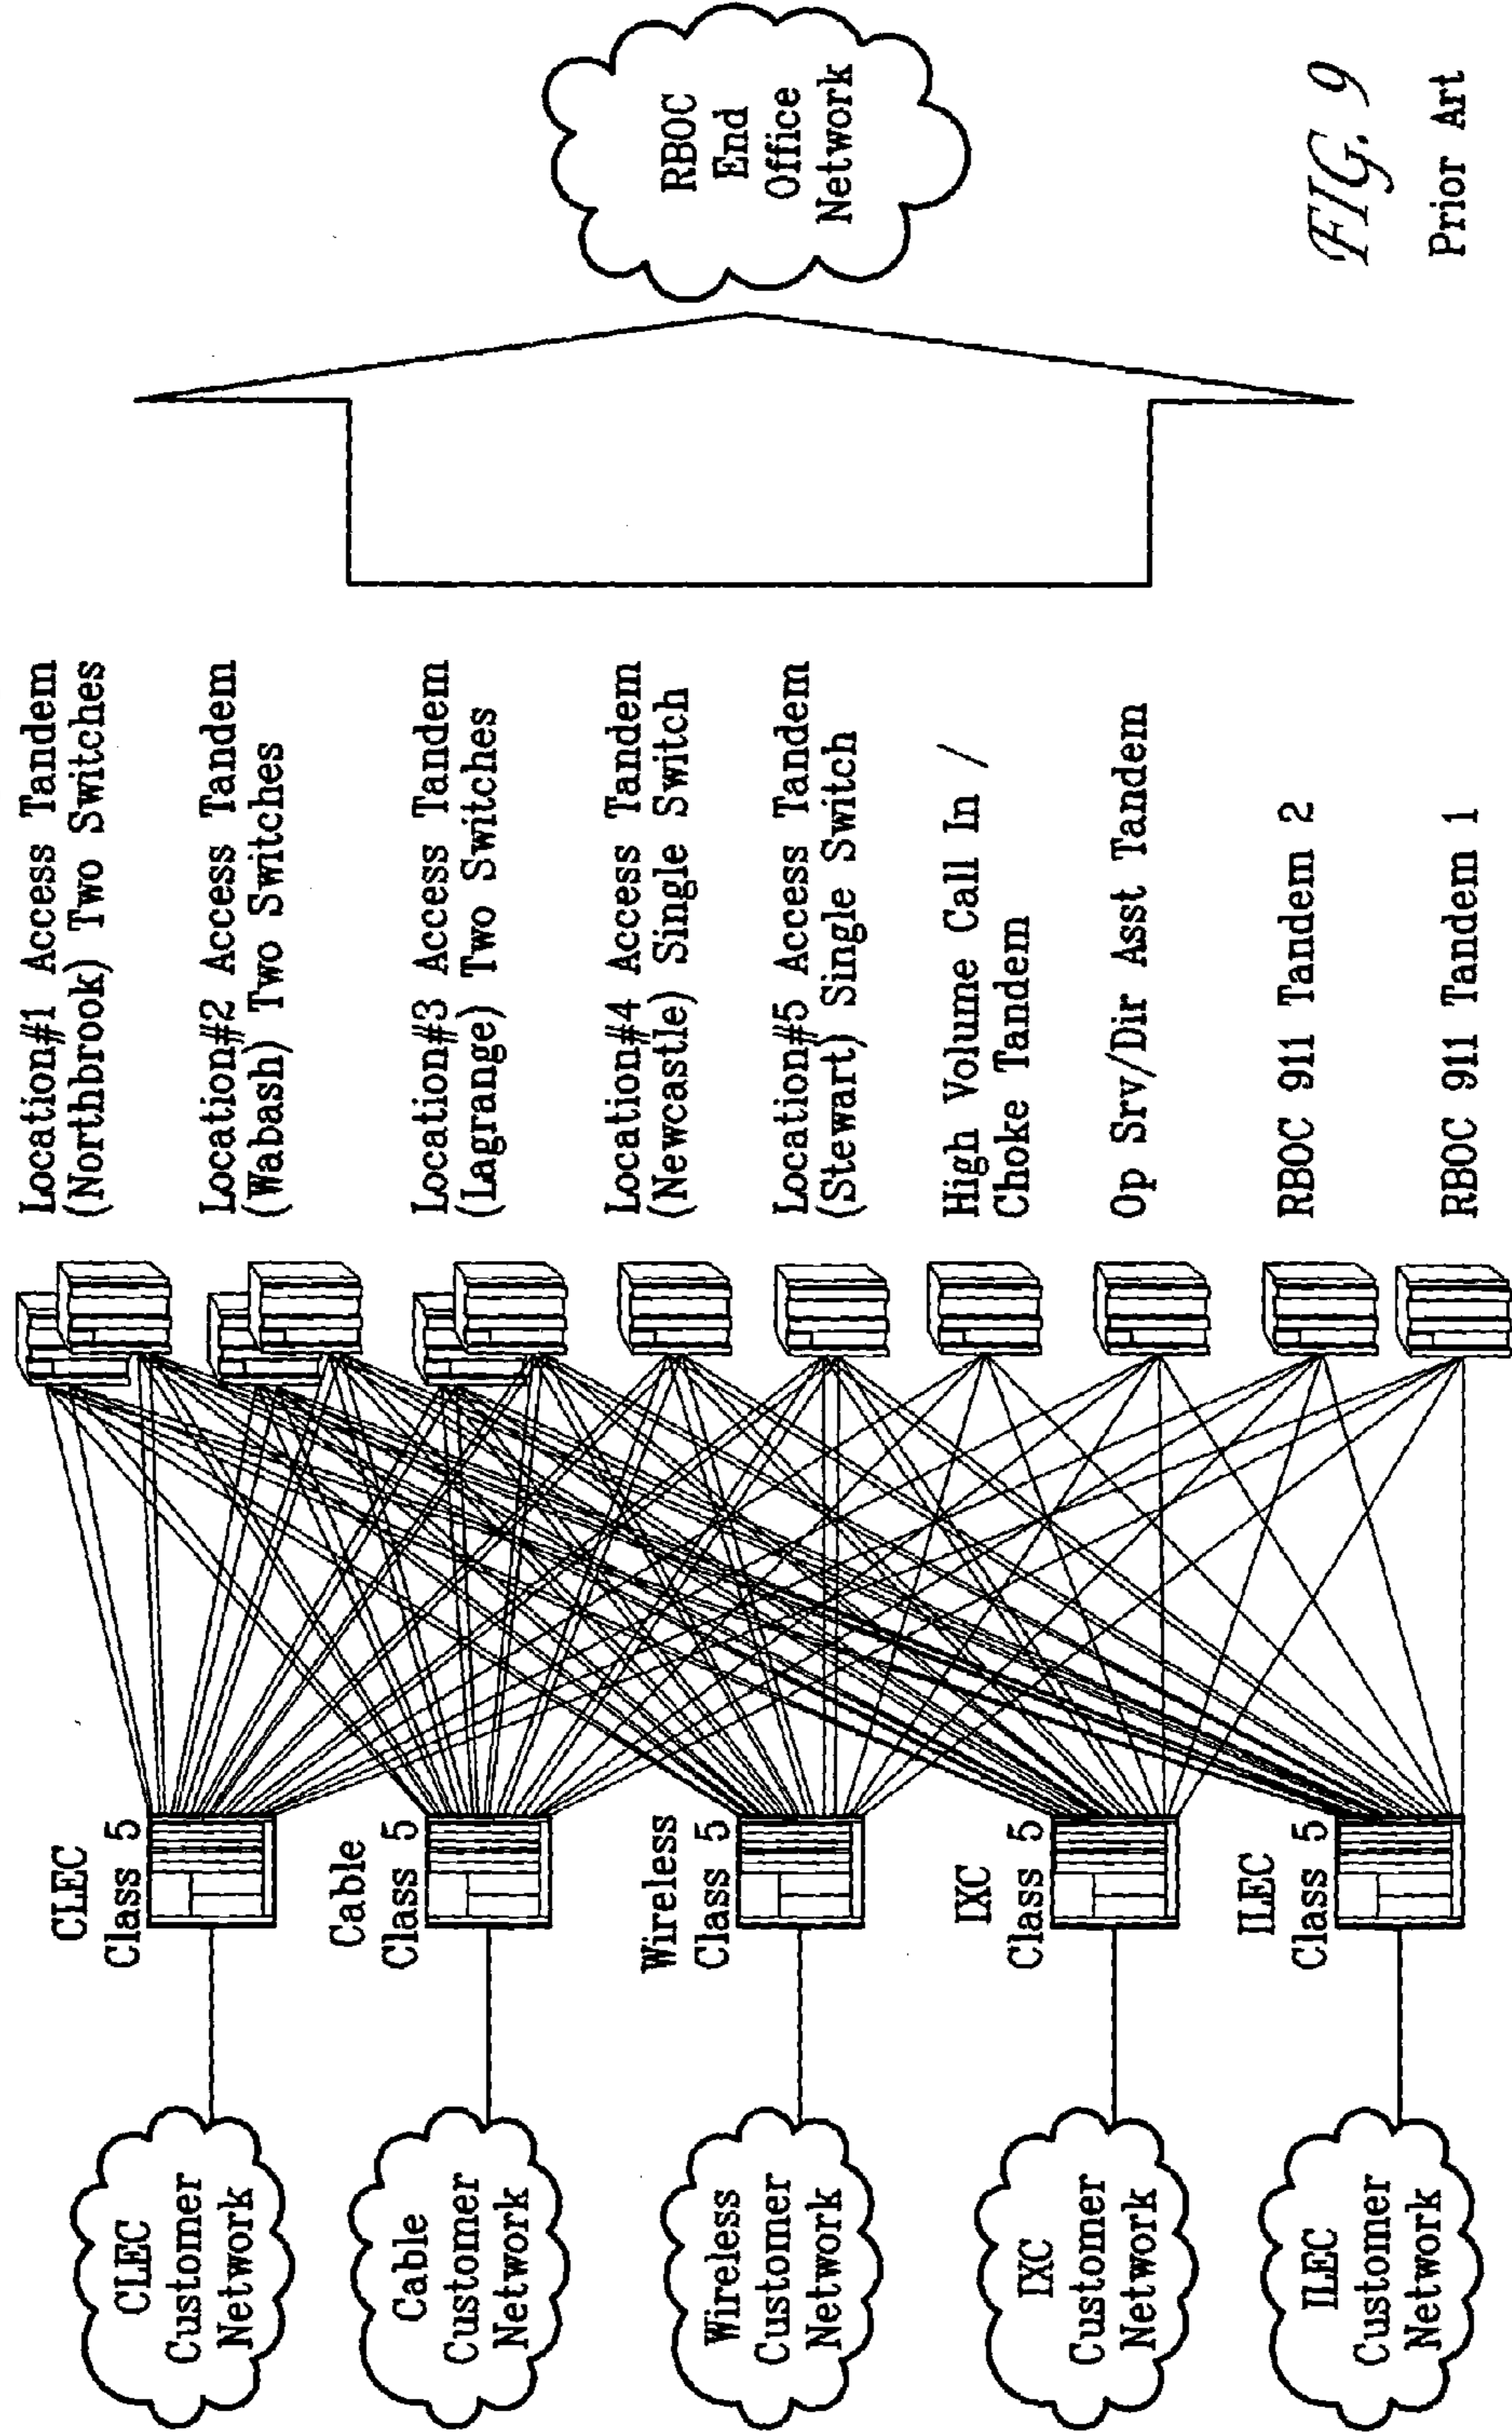 CLEC
Customer
Network
Cable
Customer
Network
Wireless
Customer
Network
IXC
Customer
Network
ILEC
Customer
Network
CLEC
Class 5
Cable
Class 5
Wireless
Class 5
IXC
Class 5
ILEC
Class 5
Location#1 Access Tandem
(Northbrook) Two Switches
Location#2 Access Tandem
(Wabash) Two Switches
Location#3 Access Tandem
(Lagrange) Two Switches
Location#4 Access Tandem
(Newcastle) Single Switch
Location#5 Access Tandem
(Stewart) Single Switch
High Volume Call In /
Choke Tandem
Op Srv/Dir Asst Tandem
RBOC 911 Tandem 2
RBOC 911 Tandem 1
RBOC
End
Office
Network
FIG. 9
Prior Art